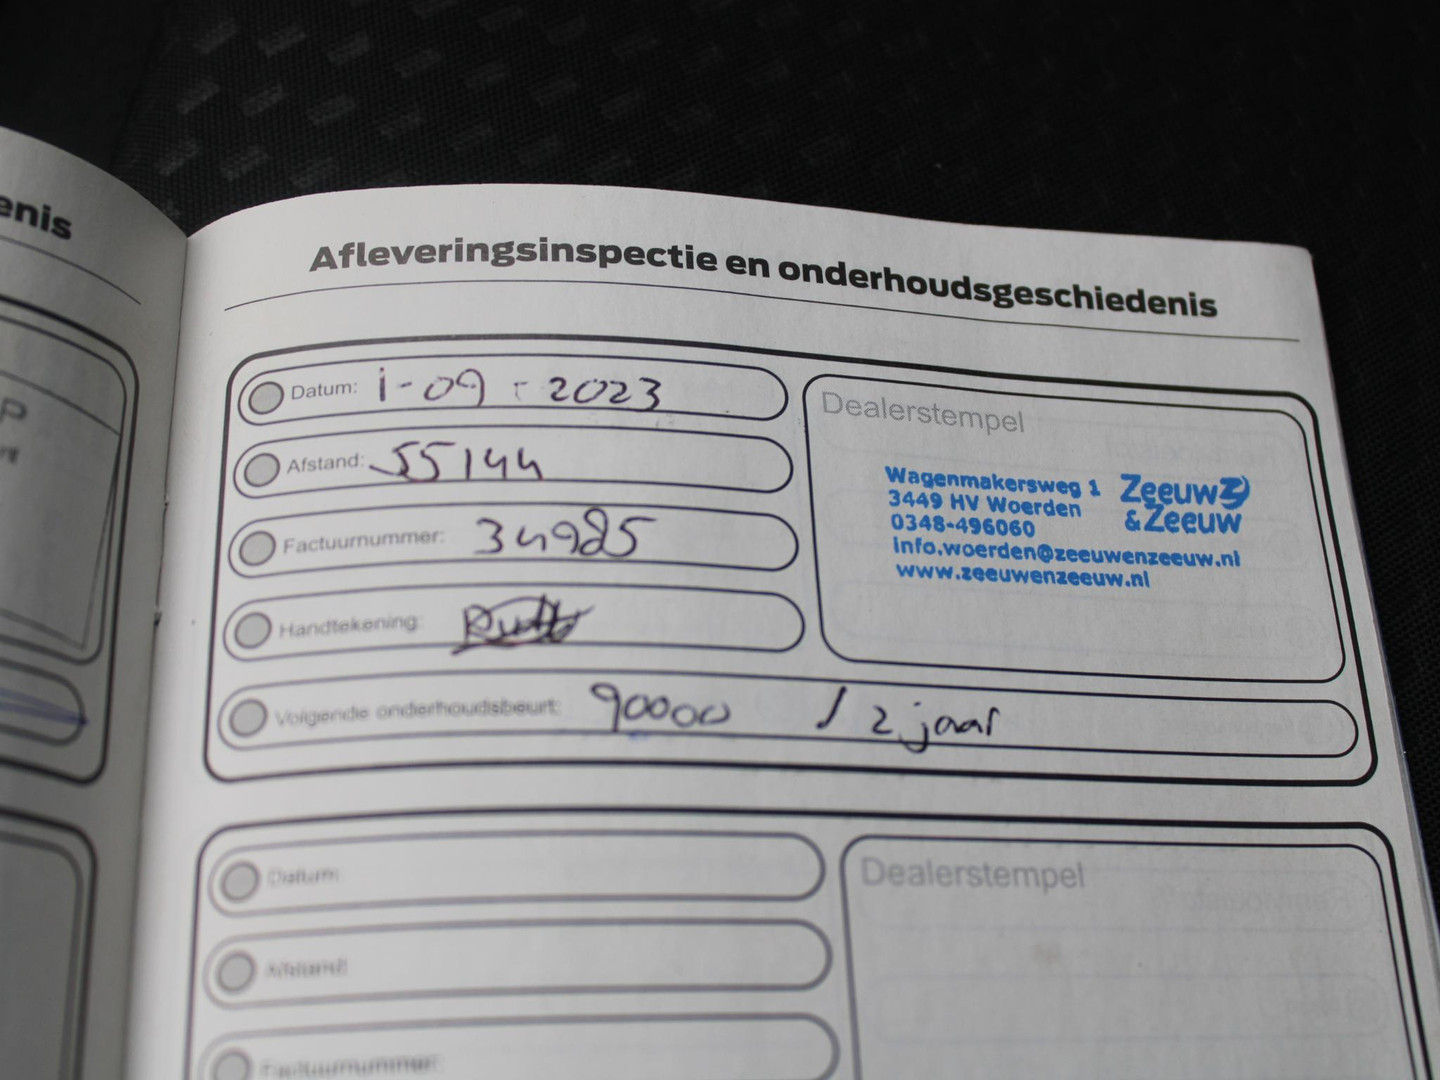 enis
Afleveringsinspectie en onderhoudsgeschiedenis
Datum: 1-09-2023
Afstand: 55144
Factuurnummer: 34985
Handtekening:
Volgende onderhoudsbeurt: 90000 / 2 jaar
Dealerstempel
Wagenmakersweg 1
3449 HV Woerden
0348-496060
info.woerden@zeeuwenzeeuw.nl
www.zeeuwenzeeuw.nl
Zeeuw
&Zeeuw
Datum:
Afstand:
Factuurnummer:
Dealerstempel